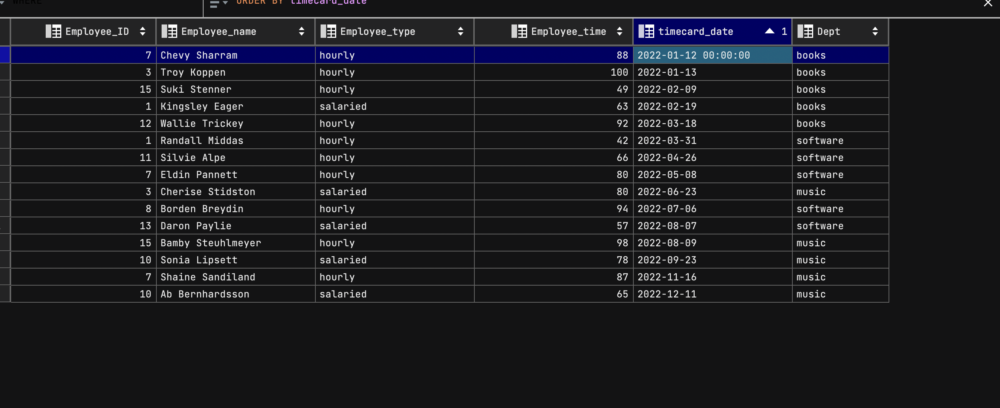 WHERE ORDER BY timecard_date
Employee_ID Employee_name Employee_type Employee_time timecard_date 1 Dept
7 Chevy Sharram hourly 88 2022-01-12 00:00:00 books
3 Troy Koppen hourly 100 2022-01-13 books
15 Suki Stenner hourly 49 2022-02-09 books
1 Kingsley Eager salaried 63 2022-02-19 books
12 Wallie Trickey hourly 92 2022-03-18 books
1 Randall Middas hourly 42 2022-03-31 software
11 Silvie Alpe hourly 66 2022-04-26 software
7 Eldin Pannett hourly 80 2022-05-08 software
3 Cherise Stidston salaried 80 2022-06-23 music
8 Borden Breydin hourly 94 2022-07-06 software
13 Daron Paylie salaried 57 2022-08-07 software
15 Bamby Steuhlmeyer hourly 98 2022-08-09 music
10 Sonia Lipsett salaried 78 2022-09-23 music
7 Shaine Sandiland hourly 87 2022-11-16 music
10 Ab Bernhardsson salaried 65 2022-12-11 music